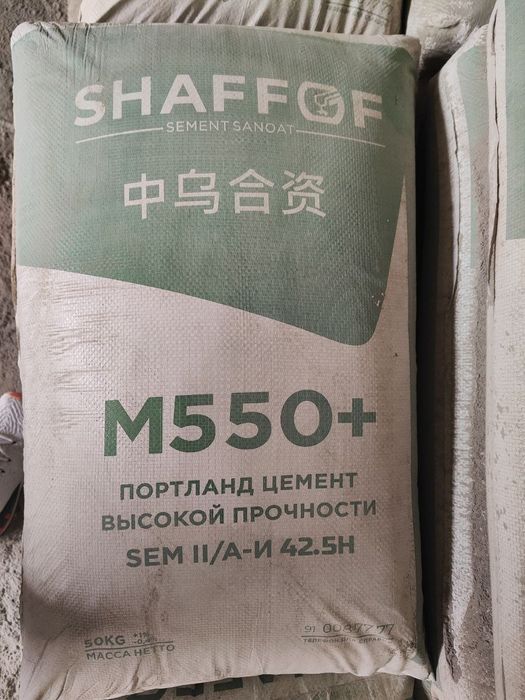 SHAFFOF
SEMENT SANOAT
中乌合资
M550+
ПОРТЛАНД ЦЕМЕНТ
ВЫСОКОЙ ПРОЧНОСТИ
SEM II/A-И 42.5H
50KG
МАССА НЕТТО